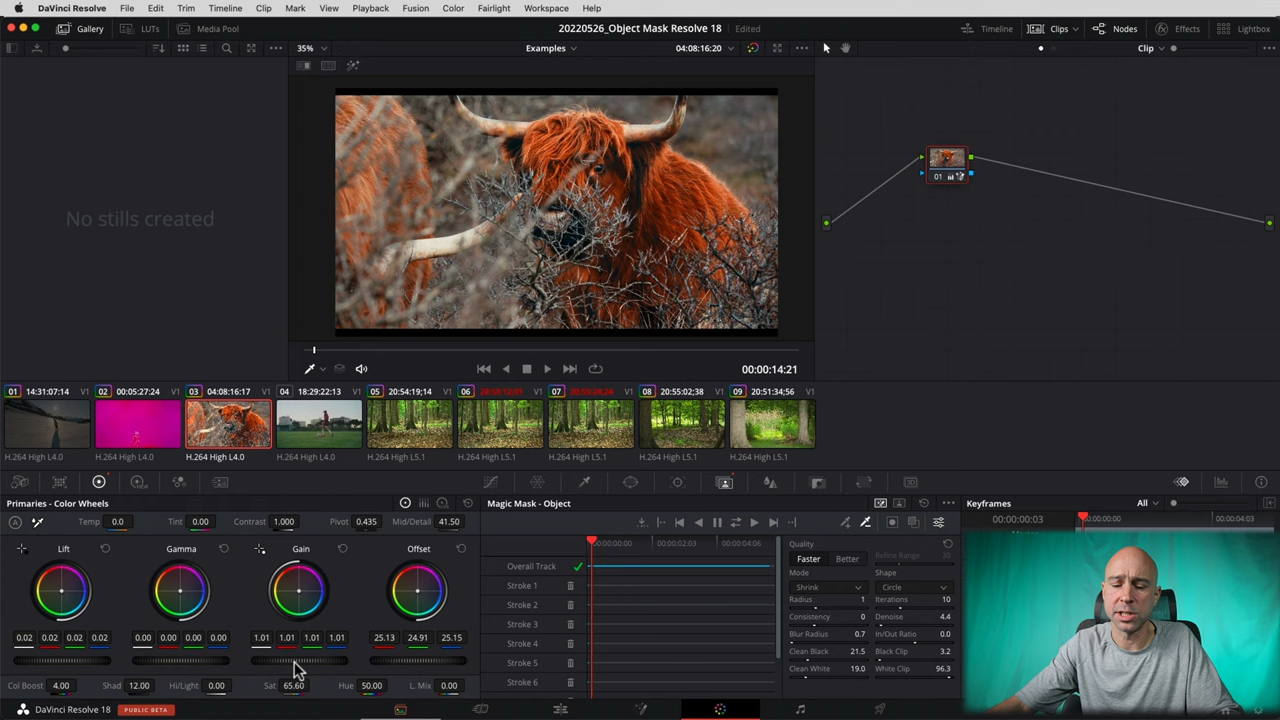 DaVinci Resolve File Edit Trim Timeline Clip Mark View Playback Fusion Color Fairlight Workspace Help
Gallery LUTs Media Pool 20220526_Object Mask Resolve 18 Edited Timeline Clips Nodes Effects Lightbox
35% Examples 04:08:16:20 Clip
No stills created
01
00:00:14:21
01 14:31:07:14 V1 02 00:05:27:24 V1 03 04:08:16:17 V1 04 18:29:22:13 V1 05 20:54:19;14 V1 06 V1 07 V1 08 20:55:02;38 V1 09 20:51:34;56 V1
H.264 High L4.0 H.264 High L4.0 H.264 High L4.0 H.264 High L4.0 H.264 High L5.1 H.264 High L5.1 H.264 High L5.1 H.264 High L5.1 H.264 High L5.1
Primaries - Color Wheels Magic Mask - Object Keyframes All
Temp 0.0 Tint 0.00 Contrast 1.000 Pivot 0.435 Mid/Detail 41.50
00:00:00:03 00:00:00:00 00:00:04:03
Lift Gamma Gain Offset
00:00:00:00 00:00:02:03 00:00:04:06
Overall Track
Stroke 1
Stroke 2
Stroke 3
Stroke 4
Stroke 5
Stroke 6
Quality
Faster Better Refine Range 30
Mode Shape
Shrink Circle
Radius 1 Iterations 10
Consistency 0 Denoise 4.4
Blur Radius 0.7 In/Out Ratio 0.0
Clean Black 21.5 Black Clip 3.2
Clean White 19.0 White Clip 96.3
0.02 0.02 0.02 0.02 0.00 0.00 0.00 0.00 1.01 1.01 1.01 1.01 25.13 24.91 25.15
Col Boost 4.00 Shad 12.00 Hi/Light 0.00 Sat 65.60 Hue 50.00 L. Mix 0.00
DaVinci Resolve 18 PUBLIC BETA